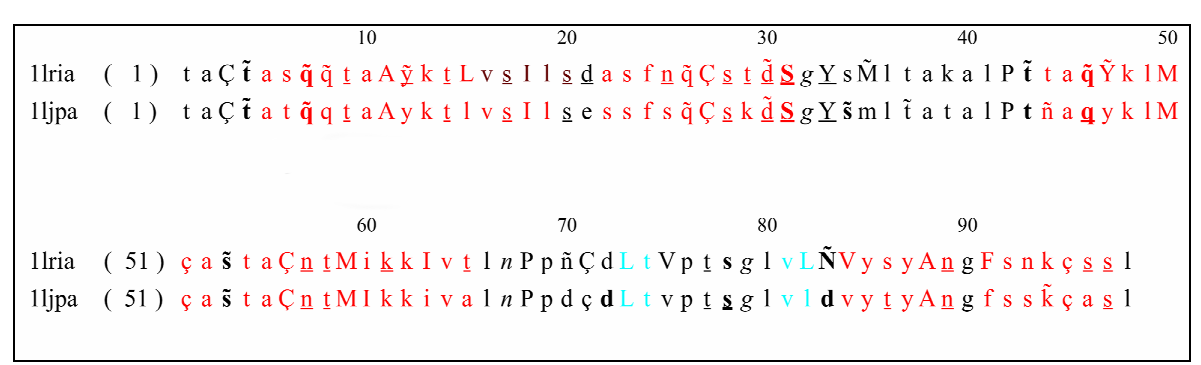 10 20 30 40 50
1lria ( 1 ) t a Ç t̃ a s q̃ q̃ t̲ a A ỹ̲ k t̲ L v s̲ I l s̲ d̲ a s f n̲ q̃ Ç s̲ t̲ d̲̃ S̲ g Y̲ s M̃ l t a k a l P t̃ t a q̃ Ỹ k l M
1ljpa ( 1 ) t a Ç t̃ a t q̃ q t̲ a A y k t̲ l v s̲ I l s̲ e s s f s q̃ Ç s̲ k d̲̃ S̲ g Y̲ s̃ m l t̃ a t a l P t ñ a q̲ y k l M
60 70 80 90
1lria ( 51 ) ç a s̃ t a Ç n̲ t̲ M i k̲ k I v t̲ l n P p ñ Ç d L t V p t̲ s g l v L Ñ V y s y A n̲ g F s n k ç s̲ s̲ l
1ljpa ( 51 ) ç a s̃ t a Ç n̲ t̲ M I k k i v a l n P p d ç d L t v p t̲ s̲ g l v l d v y t̲ y A n̲ g f s s k̃ ç a s̲ l